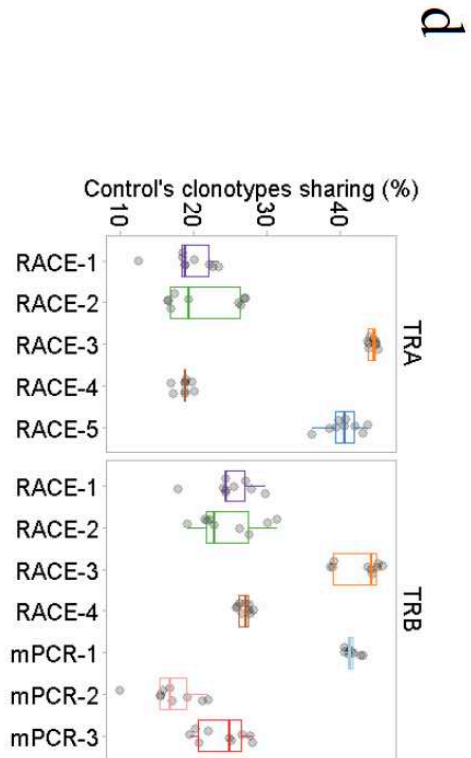 d
Control's clonotypes sharing (%)
10 20 30 40
TRA
RACE-1
RACE-2
RACE-3
RACE-4
RACE-5
TRB
RACE-1
RACE-2
RACE-3
RACE-4
mPCR-1
mPCR-2
mPCR-3